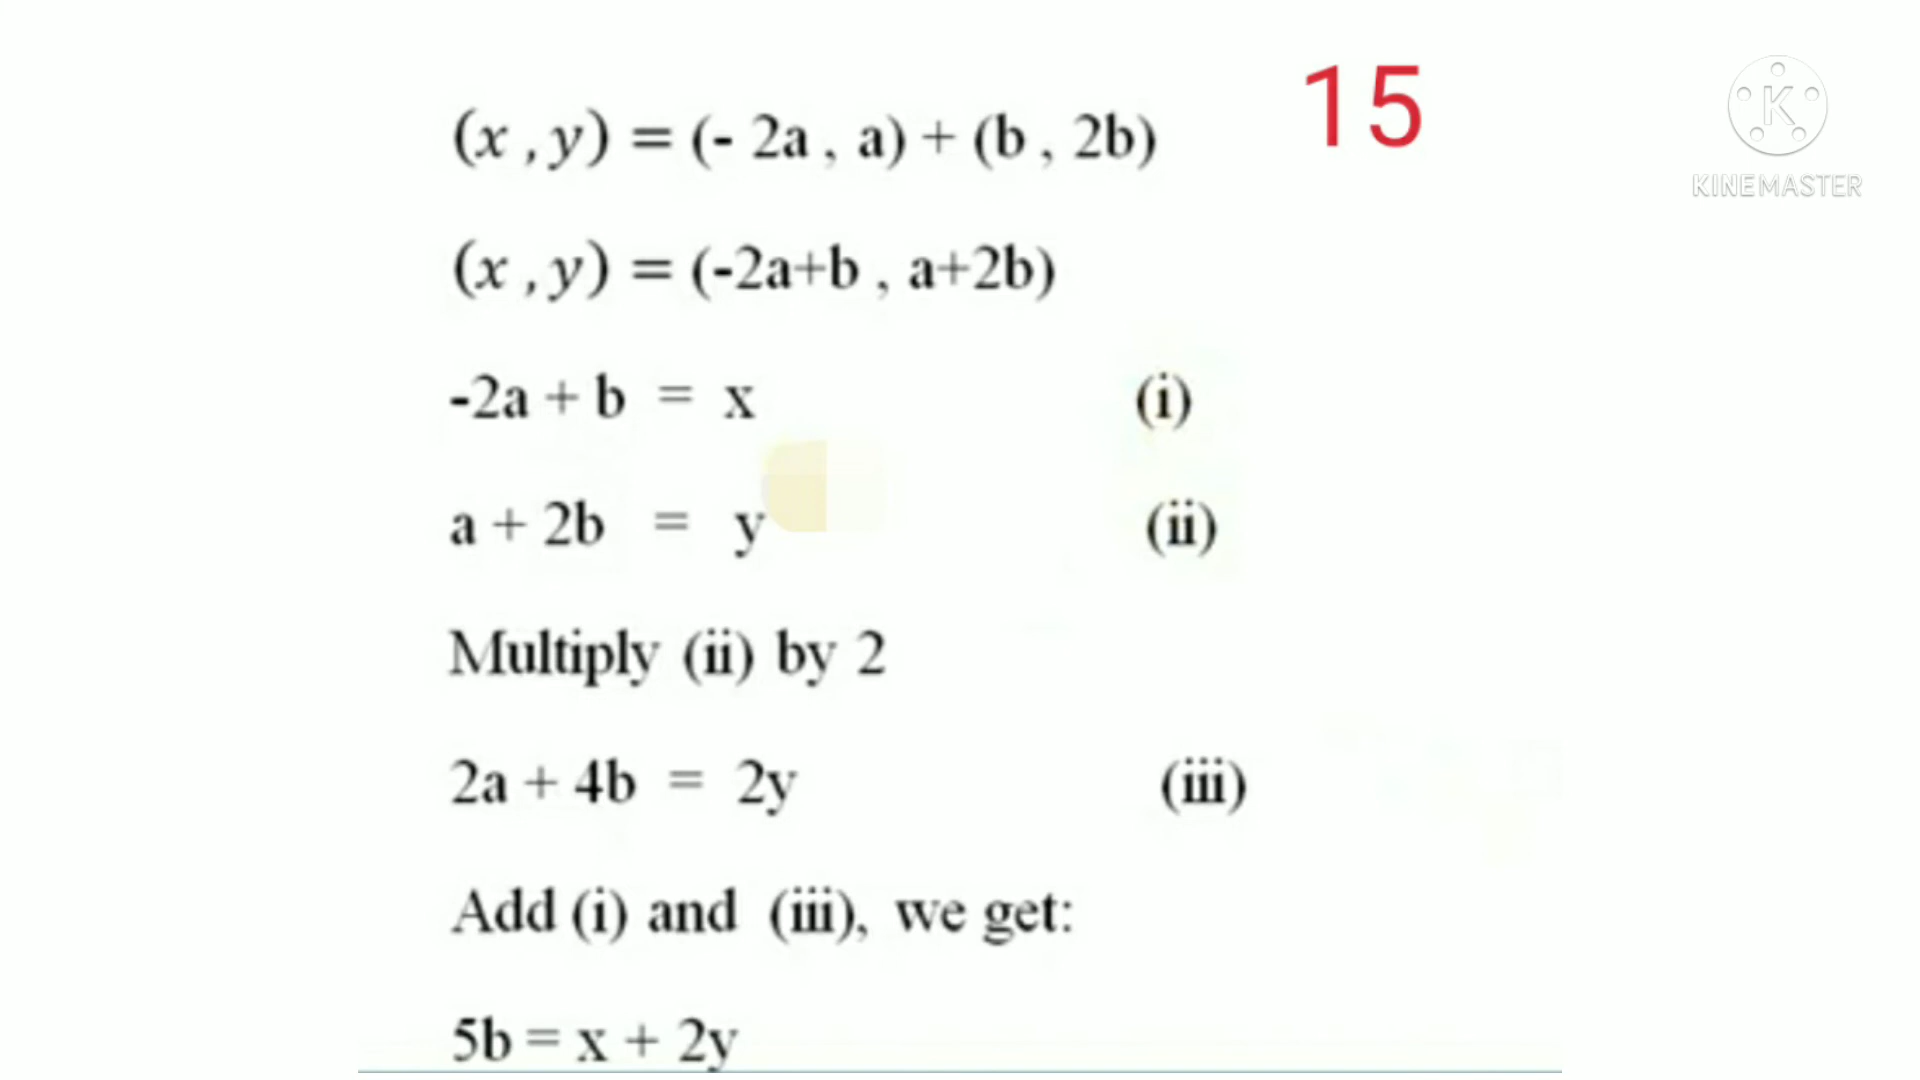 (x , y) = (- 2a , a) + (b , 2b)
15
K
KINEMASTER
(x , y) = (-2a+b , a+2b)
-2a + b = x (i)
a + 2b = y (ii)
Multiply (ii) by 2
2a + 4b = 2y (iii)
Add (i) and (iii), we get:
5b = x + 2y